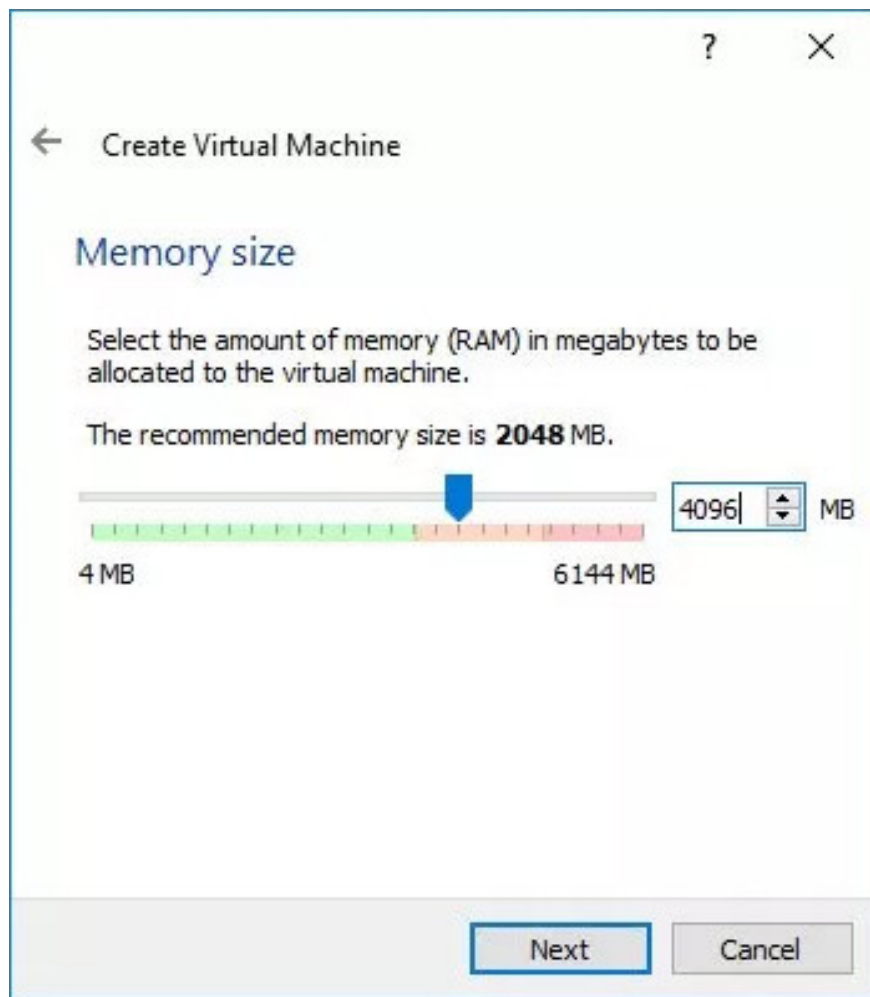 ?
Create Virtual Machine
Memory size
Select the amount of memory (RAM) in megabytes to be
allocated to the virtual machine.
The recommended memory size is 2048 MB.
4096 MB
4 MB 6144 MB
Next Cancel